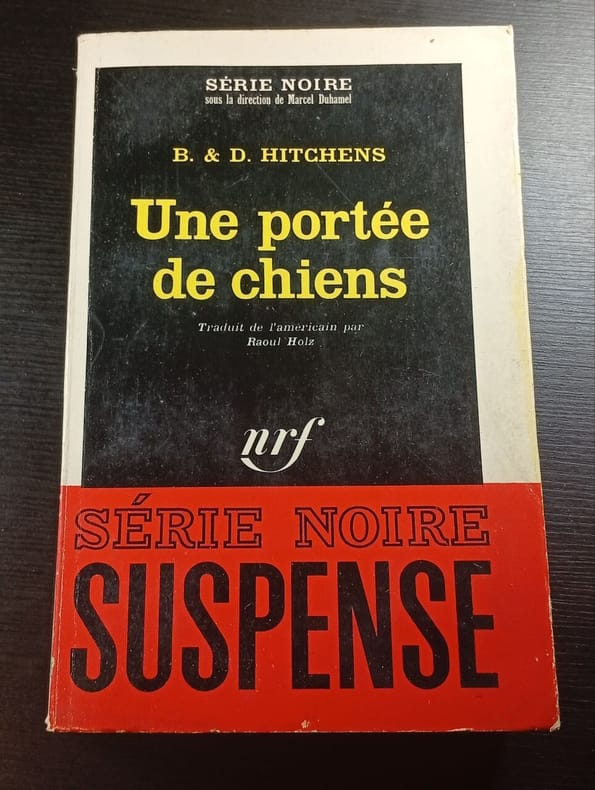 SÉRIE NOIRE
sous la direction de Marcel Duhamel
B. & D. HITCHENS
Une portée
de chiens
Traduit de l'américain par
Raoul Holz
nrf
SÉRIE NOIRE
SUSPENSE